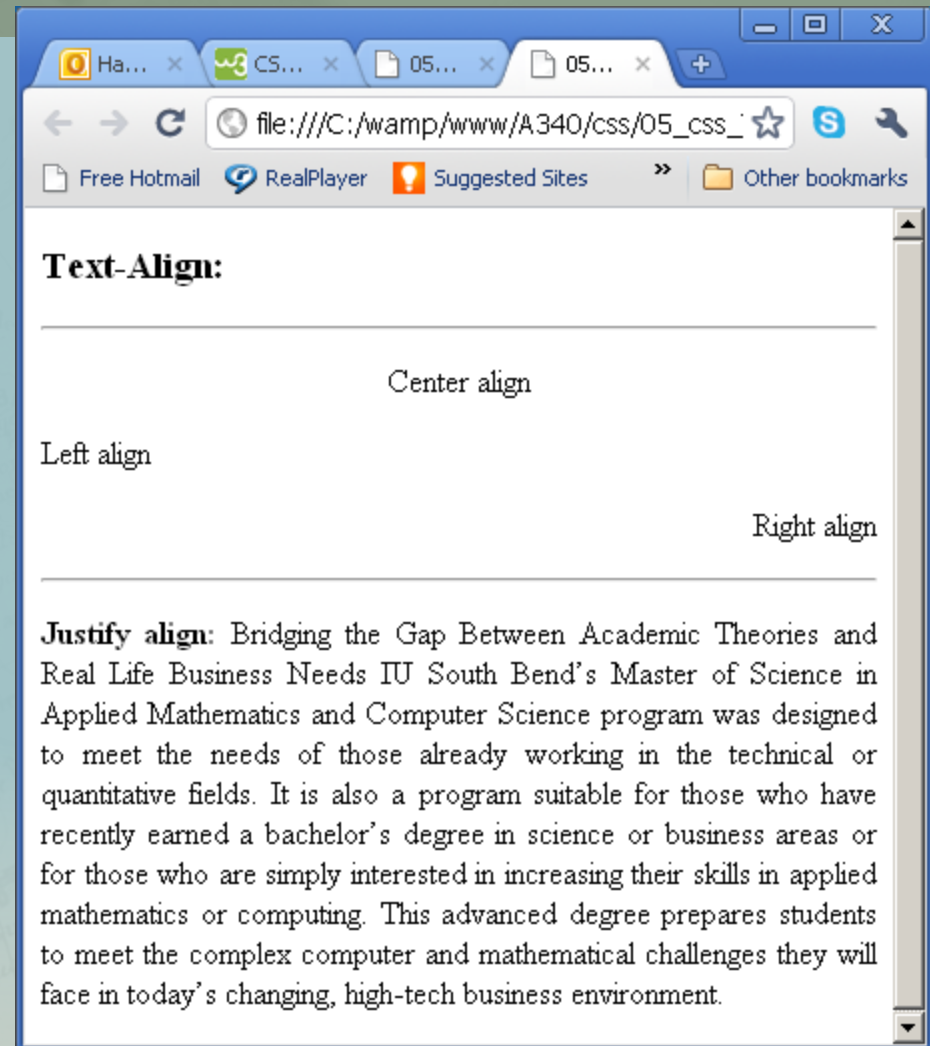 Ha...
CS...
05...
05...
file:///C:/wamp/www/A340/css/05_css_
Free Hotmail RealPlayer Suggested Sites » Other bookmarks
Text-Align:
Center align
Left align
Right align
Justify align: Bridging the Gap Between Academic Theories and
Real Life Business Needs IU South Bend's Master of Science in
Applied Mathematics and Computer Science program was designed
to meet the needs of those already working in the technical or
quantitative fields. It is also a program suitable for those who have
recently earned a bachelor's degree in science or business areas or
for those who are simply interested in increasing their skills in applied
mathematics or computing. This advanced degree prepares students
to meet the complex computer and mathematical challenges they will
face in today's changing, high-tech business environment.